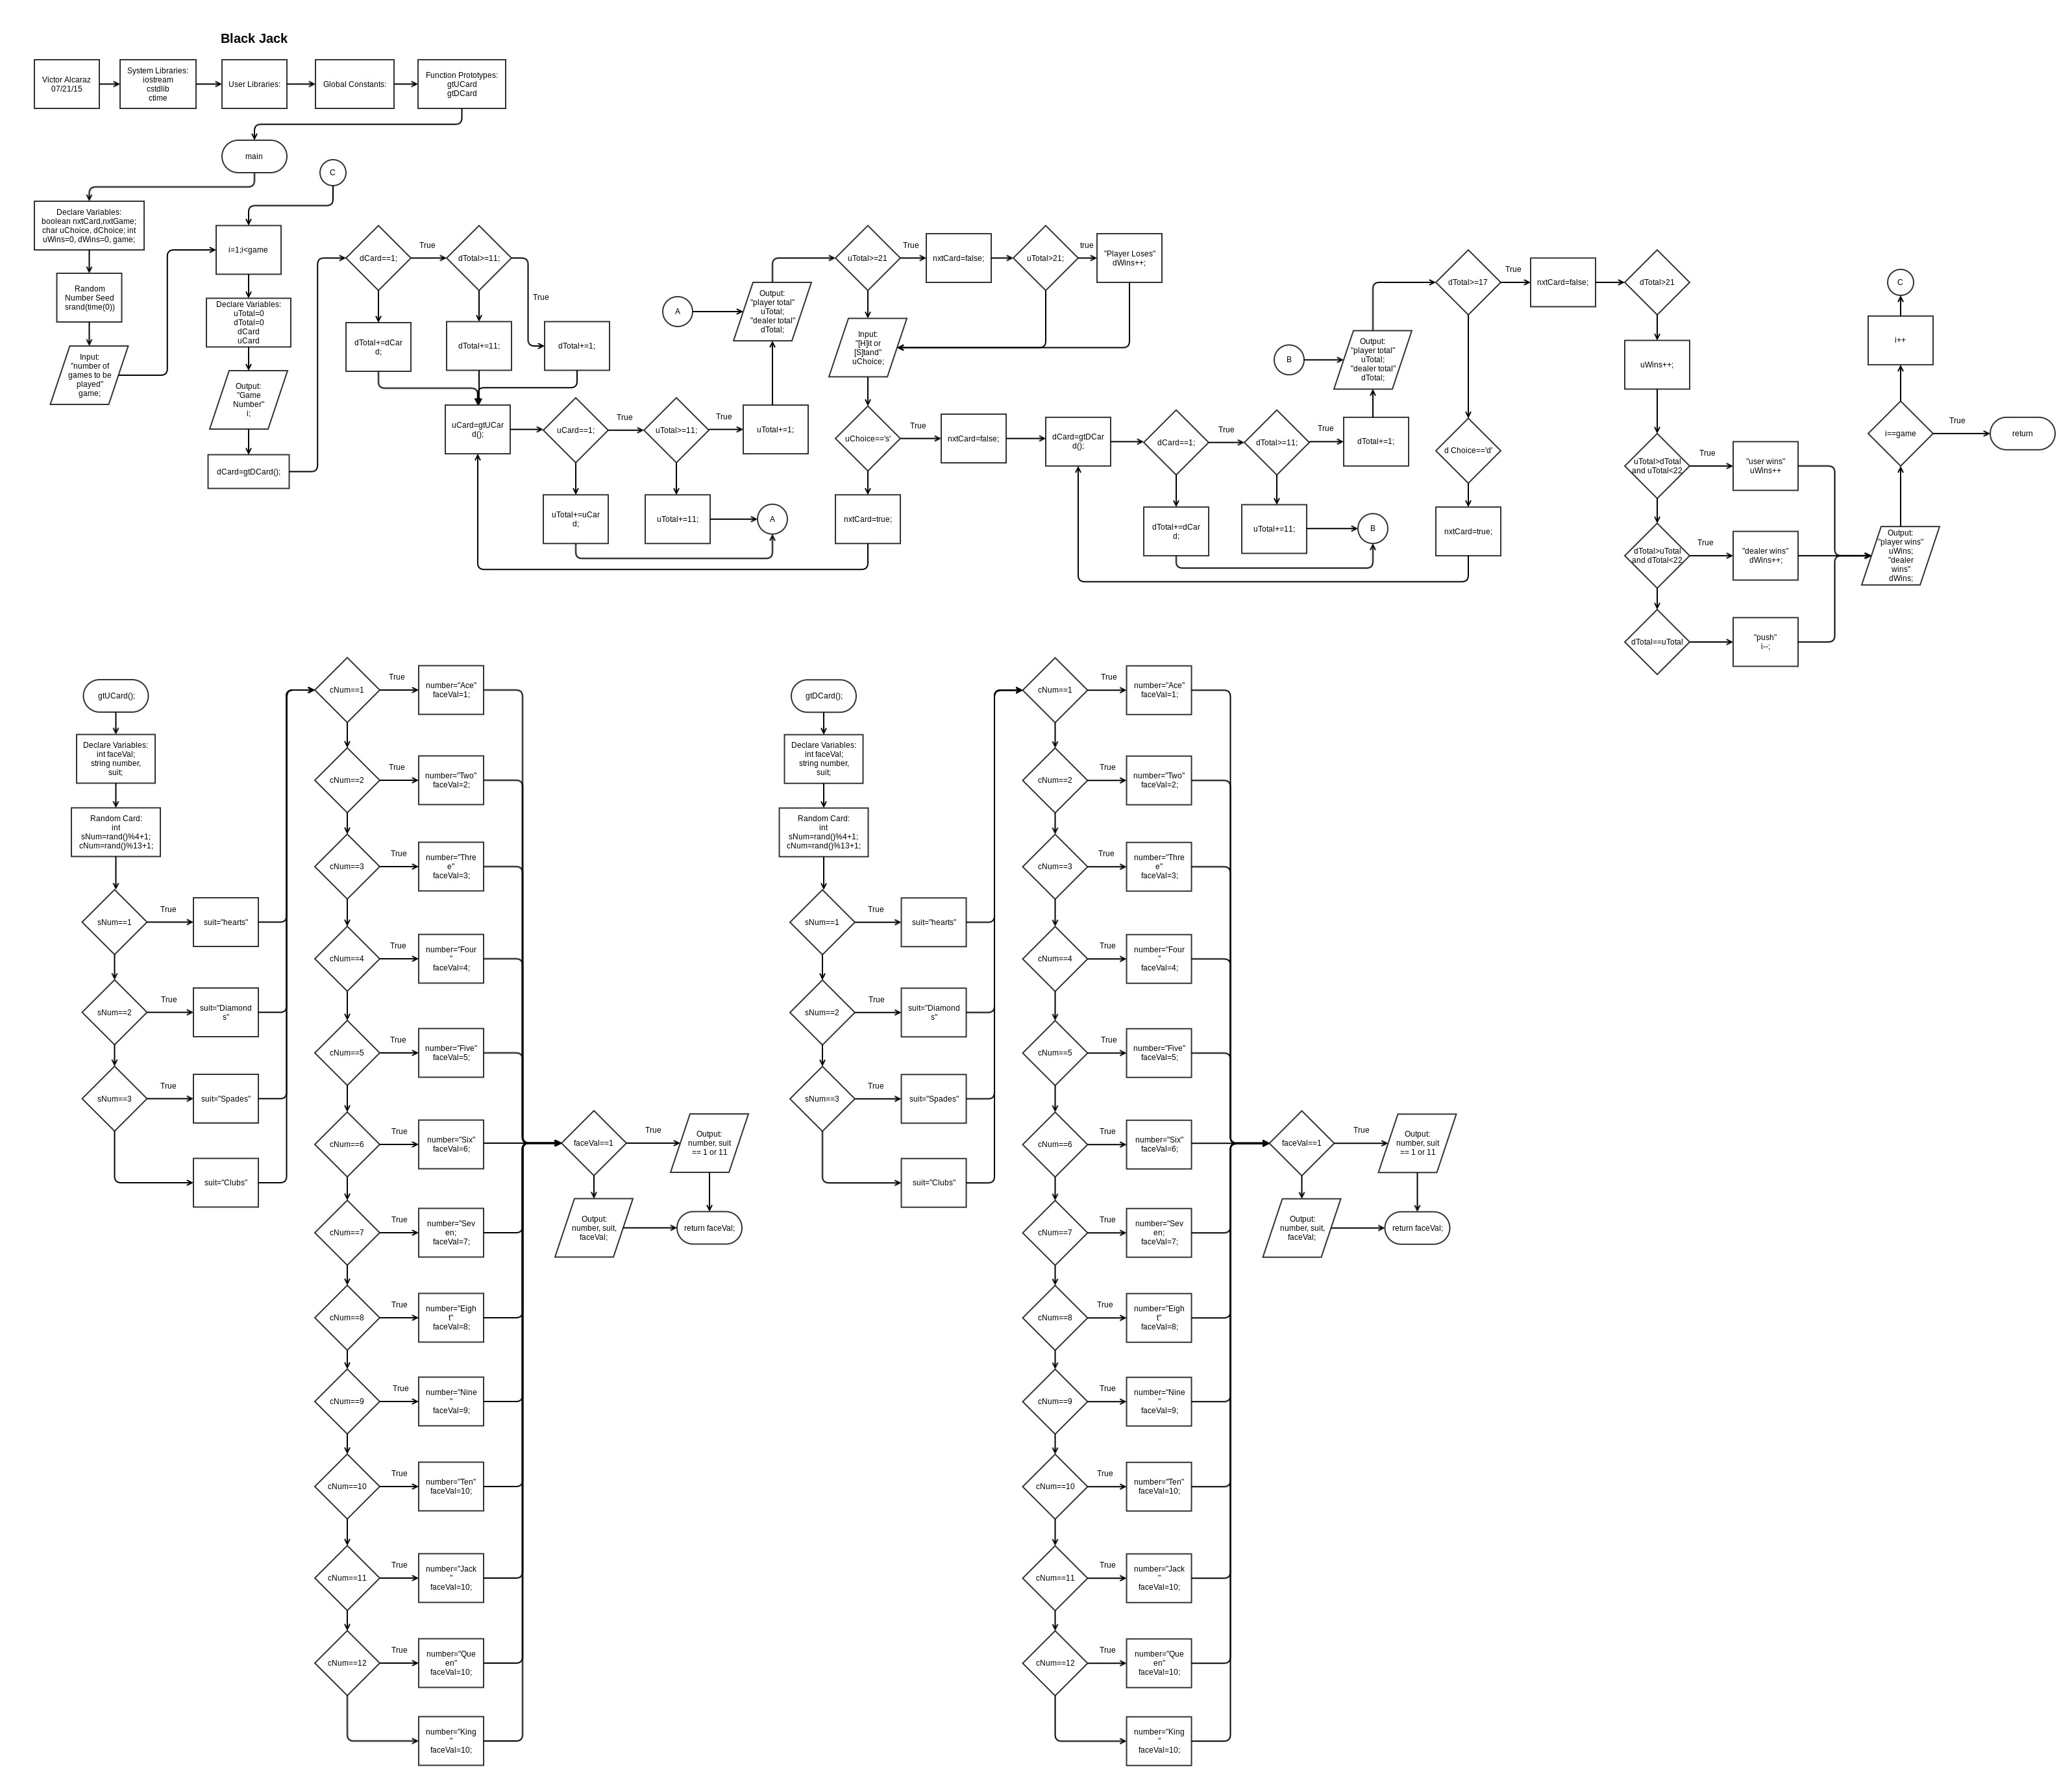 Black Jack
Victor Alcaraz
07/21/15
System Libraries:
iostream
cstdlib
ctime
User Libraries:
Global Constants:
Function Prototypes:
gtUCard
gtDCard
main
C
Declare Variables:
boolean nxtCard,nxtGame;
char uChoice, dChoice; int
uWins=0, dWins=0, game;
Random
Number Seed
srand(time(0))
Input:
"number of
games to be
played"
game;
i=1;i<game
Declare Variables:
uTotal=0
dTotal=0
dCard
uCard
Output:
"Game
Number"
i;
dCard=gtDCard();
dCard==1;
True
dTotal>=11;
True
dTotal+=dCar
d;
dTotal+=11;
dTotal+=1;
uCard=gtUCar
d();
uCard==1;
True
uTotal>=11;
True
uTotal+=1;
uTotal+=uCar
d;
uTotal+=11;
A
A
Output:
"player total"
uTotal;
"dealer total"
dTotal;
uTotal>=21
True
nxtCard=false;
uTotal>21;
true
"Player Loses"
dWins++;
Input:
"[H]it or
[S]tand"
uChoice;
uChoice=='s'
True
nxtCard=false;
nxtCard=true;
dCard=gtDCar
d();
dCard==1;
True
dTotal>=11;
True
dTotal+=1;
dTotal+=dCar
d;
uTotal+=11;
B
B
Output:
"player total"
uTotal;
"dealer total"
dTotal;
dTotal>=17
True
nxtCard=false;
dTotal>21
d Choice=='d'
nxtCard=true;
uWins++;
uTotal>dTotal
and uTotal<22
True
"user wins"
uWins++
dTotal>uTotal
and dTotal<22
True
"dealer wins"
dWins++;
dTotal==uTotal
"push"
i--;
Output:
"player wins"
uWins;
"dealer
wins"
dWins;
i==game
True
return
i++
C
gtUCard();
Declare Variables:
int faceVal;
string number,
suit;
Random Card:
int
sNum=rand()%4+1;
cNum=rand()%13+1;
sNum==1
True
suit="hearts"
sNum==2
True
suit="Diamond
s"
sNum==3
True
suit="Spades"
suit="Clubs"
cNum==1
True
number="Ace"
faceVal=1;
cNum==2
True
number="Two"
faceVal=2;
cNum==3
True
number="Thre
e"
faceVal=3;
cNum==4
True
number="Four
"
faceVal=4;
cNum==5
True
number="Five"
faceVal=5;
cNum==6
True
number="Six"
faceVal=6;
cNum==7
True
number="Sev
en;
faceVal=7;
cNum==8
True
number="Eigh
t"
faceVal=8;
cNum==9
True
number="Nine
"
faceVal=9;
cNum==10
True
number="Ten"
faceVal=10;
cNum==11
True
number="Jack
"
faceVal=10;
cNum==12
True
number="Que
en"
faceVal=10;
number="King
"
faceVal=10;
faceVal==1
True
Output:
number, suit
== 1 or 11
Output:
number, suit,
faceVal;
return faceVal;
gtDCard();
Declare Variables:
int faceVal;
string number,
suit;
Random Card:
int
sNum=rand()%4+1;
cNum=rand()%13+1;
sNum==1
True
suit="hearts"
sNum==2
True
suit="Diamond
s"
sNum==3
True
suit="Spades"
suit="Clubs"
cNum==1
True
number="Ace"
faceVal=1;
cNum==2
True
number="Two"
faceVal=2;
cNum==3
True
number="Thre
e"
faceVal=3;
cNum==4
True
number="Four
"
faceVal=4;
cNum==5
True
number="Five"
faceVal=5;
cNum==6
True
number="Six"
faceVal=6;
cNum==7
True
number="Sev
en;
faceVal=7;
cNum==8
True
number="Eigh
t"
faceVal=8;
cNum==9
True
number="Nine
"
faceVal=9;
cNum==10
True
number="Ten"
faceVal=10;
cNum==11
True
number="Jack
"
faceVal=10;
cNum==12
True
number="Que
en"
faceVal=10;
number="King
"
faceVal=10;
faceVal==1
True
Output:
number, suit
== 1 or 11
Output:
number, suit,
faceVal;
return faceVal;